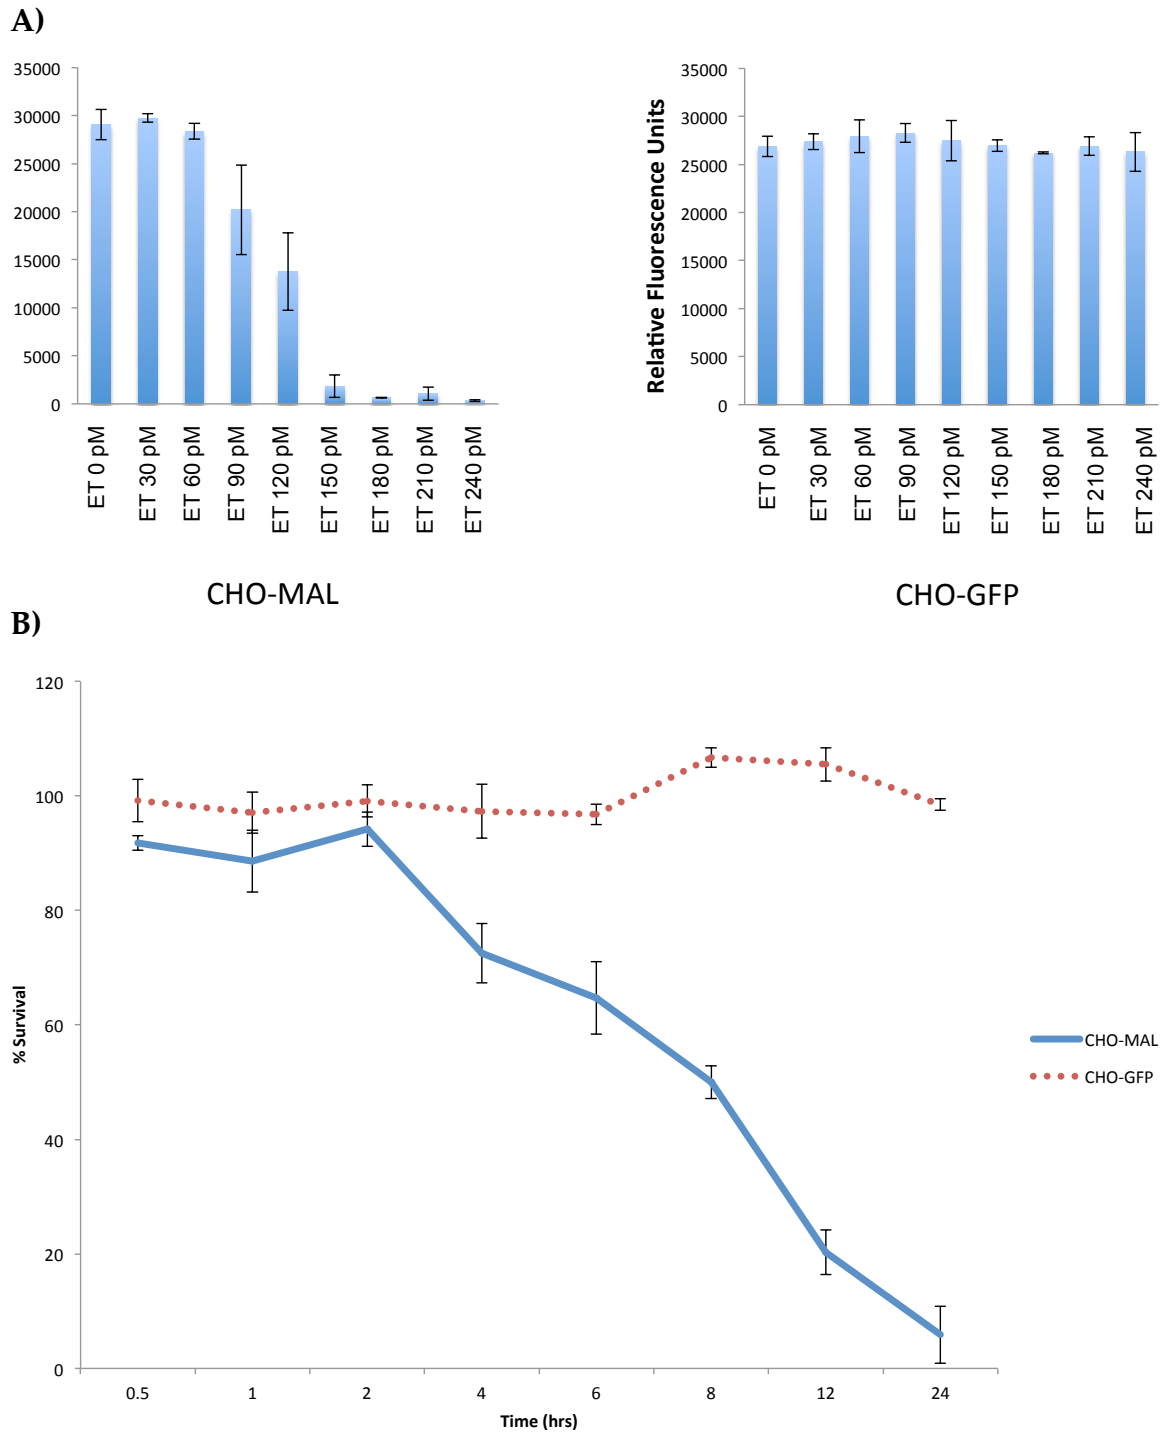 A)
35000
30000
25000
20000
15000
10000
5000
0
ET 0 pM
ET 30 pM
ET 60 pM
ET 90 pM
ET 120 pM
ET 150 pM
ET 180 pM
ET 210 pM
ET 240 pM
CHO-MAL
Relative Fluorescence Units
35000
30000
25000
20000
15000
10000
5000
0
ET 0 pM
ET 30 pM
ET 60 pM
ET 90 pM
ET 120 pM
ET 150 pM
ET 180 pM
ET 210 pM
ET 240 pM
CHO-GFP
B)
% Survival
120
100
80
60
40
20
0
0.5
1
2
4
6
8
12
24
Time (hrs)
CHO-MAL
CHO-GFP